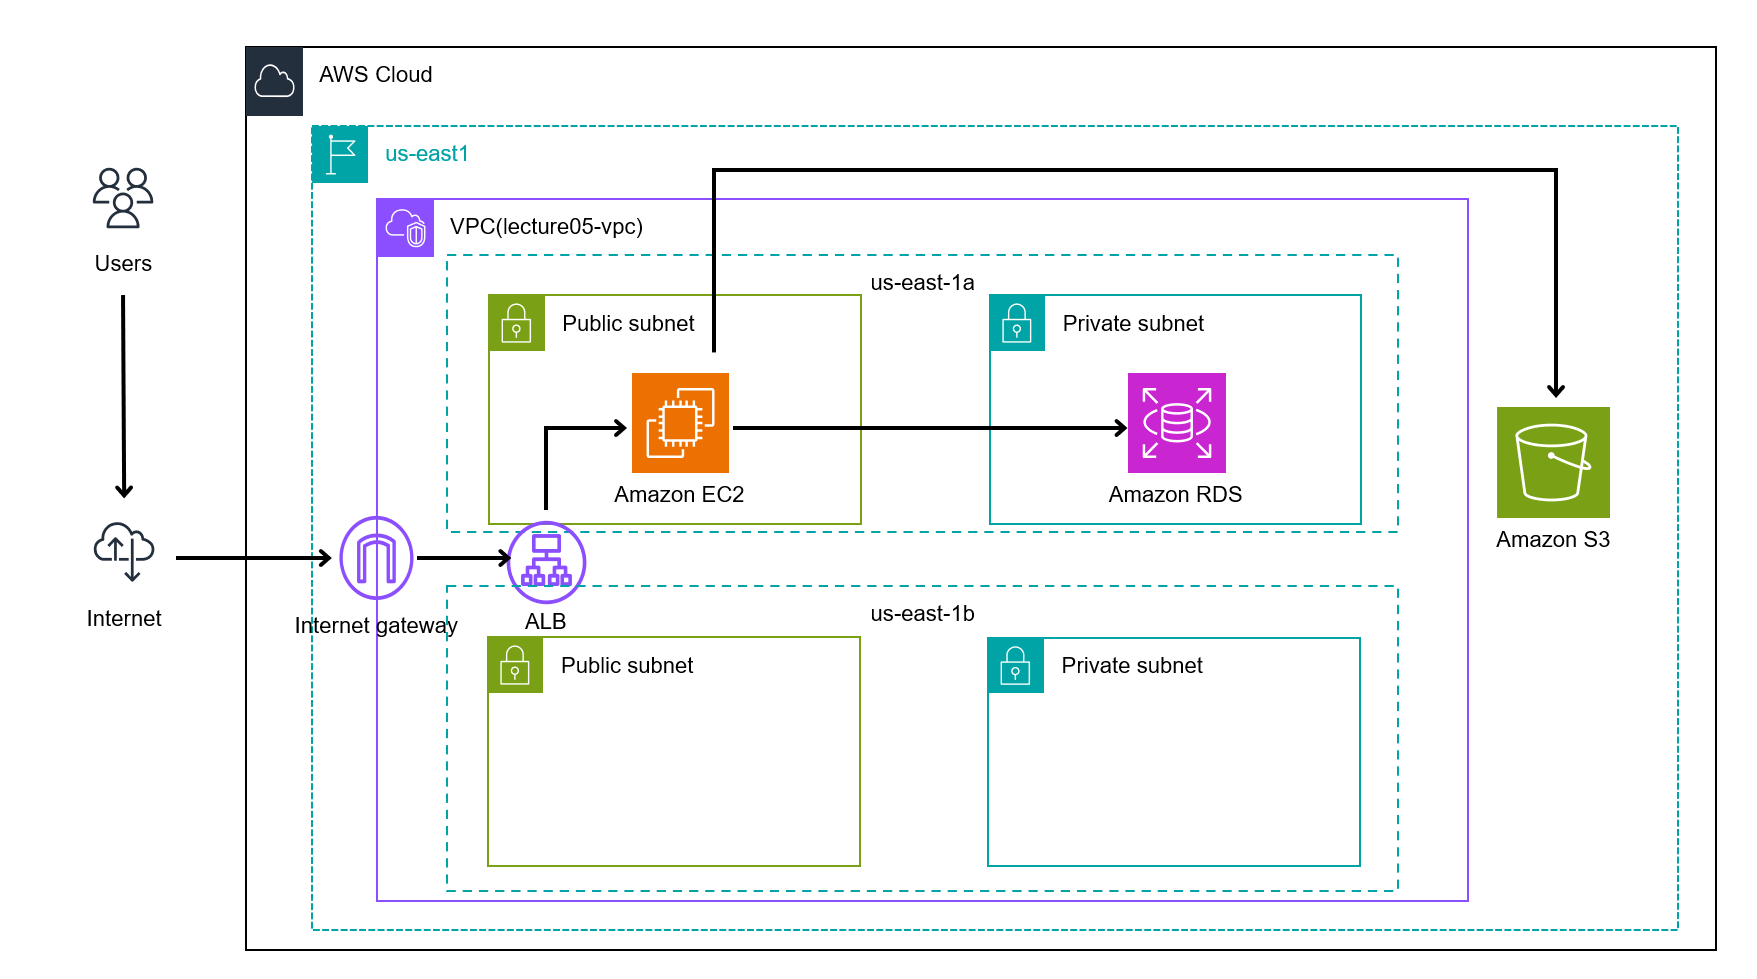 AWS Cloud
us-east1
Users
VPC(lecture05-vpc)
us-east-1a
Public subnet
Private subnet
Amazon EC2
Amazon RDS
Amazon S3
Internet
Internet gateway
ALB
us-east-1b
Public subnet
Private subnet